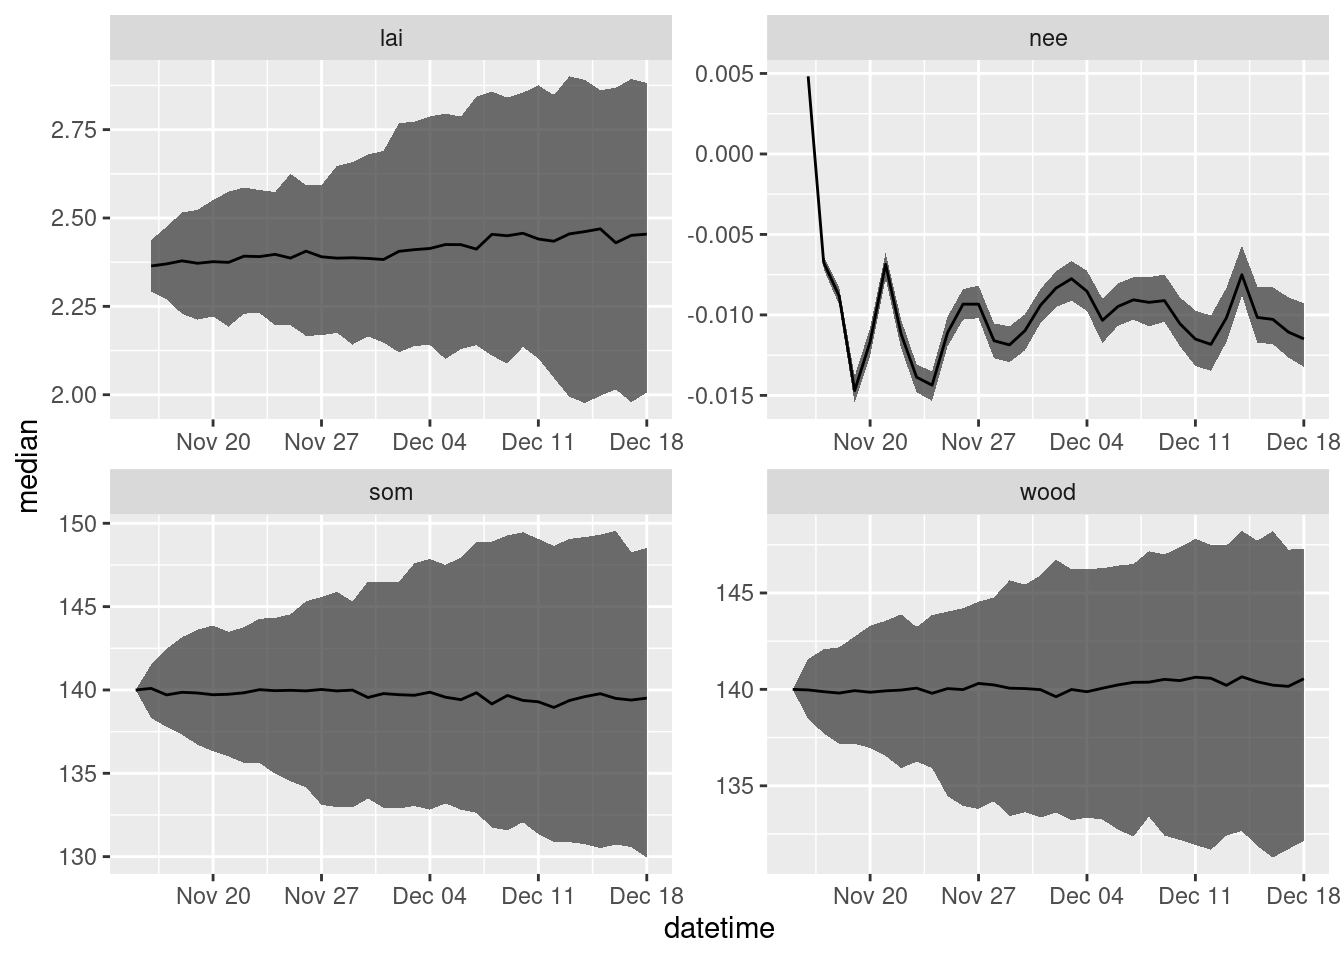 median
lai
2.75
2.50
2.25
2.00
Nov 20 Nov 27 Dec 04 Dec 11 Dec 18
nee
0.005
0.000
-0.005
-0.010
-0.015
Nov 20 Nov 27 Dec 04 Dec 11 Dec 18
som
150
145
140
135
130
Nov 20 Nov 27 Dec 04 Dec 11 Dec 18
wood
145
140
135
Nov 20 Nov 27 Dec 04 Dec 11 Dec 18
datetime